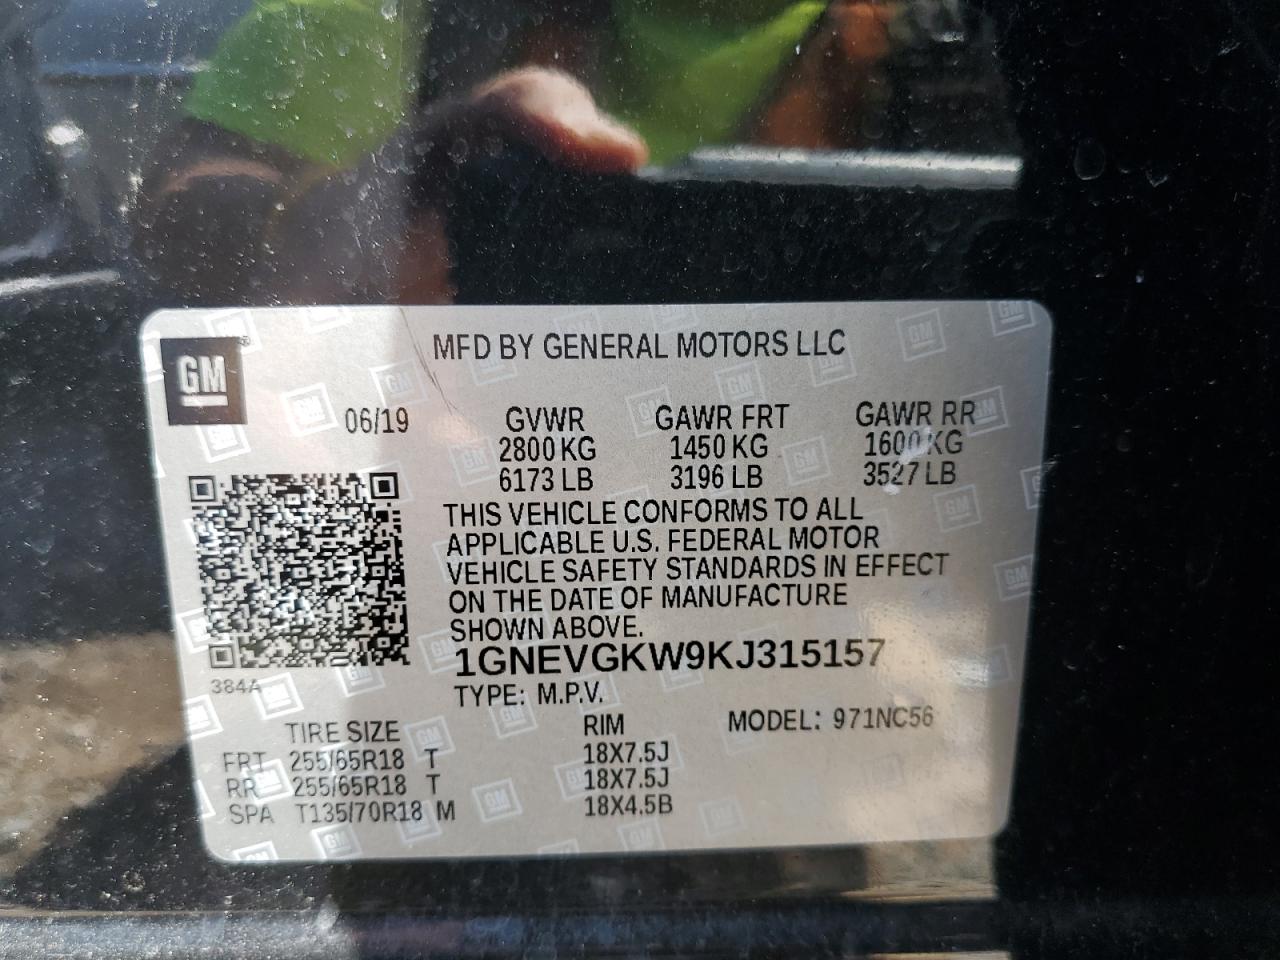 MFD BY GENERAL MOTORS LLC
GM
06/19 GVWR GAWR FRT GAWR RR
2800 KG 1450 KG 1600 KG
6173 LB 3196 LB 3527 LB
THIS VEHICLE CONFORMS TO ALL
APPLICABLE U.S. FEDERAL MOTOR
VEHICLE SAFETY STANDARDS IN EFFECT
ON THE DATE OF MANUFACTURE
SHOWN ABOVE.
1GNEVGKW9KJ315157
384A
TYPE: M.P.V.
TIRE SIZE RIM MODEL: 971NC56
FRT 255/65R18 T 18X7.5J
RR 255/65R18 T 18X7.5J
SPA T135/70R18 M 18X4.5B